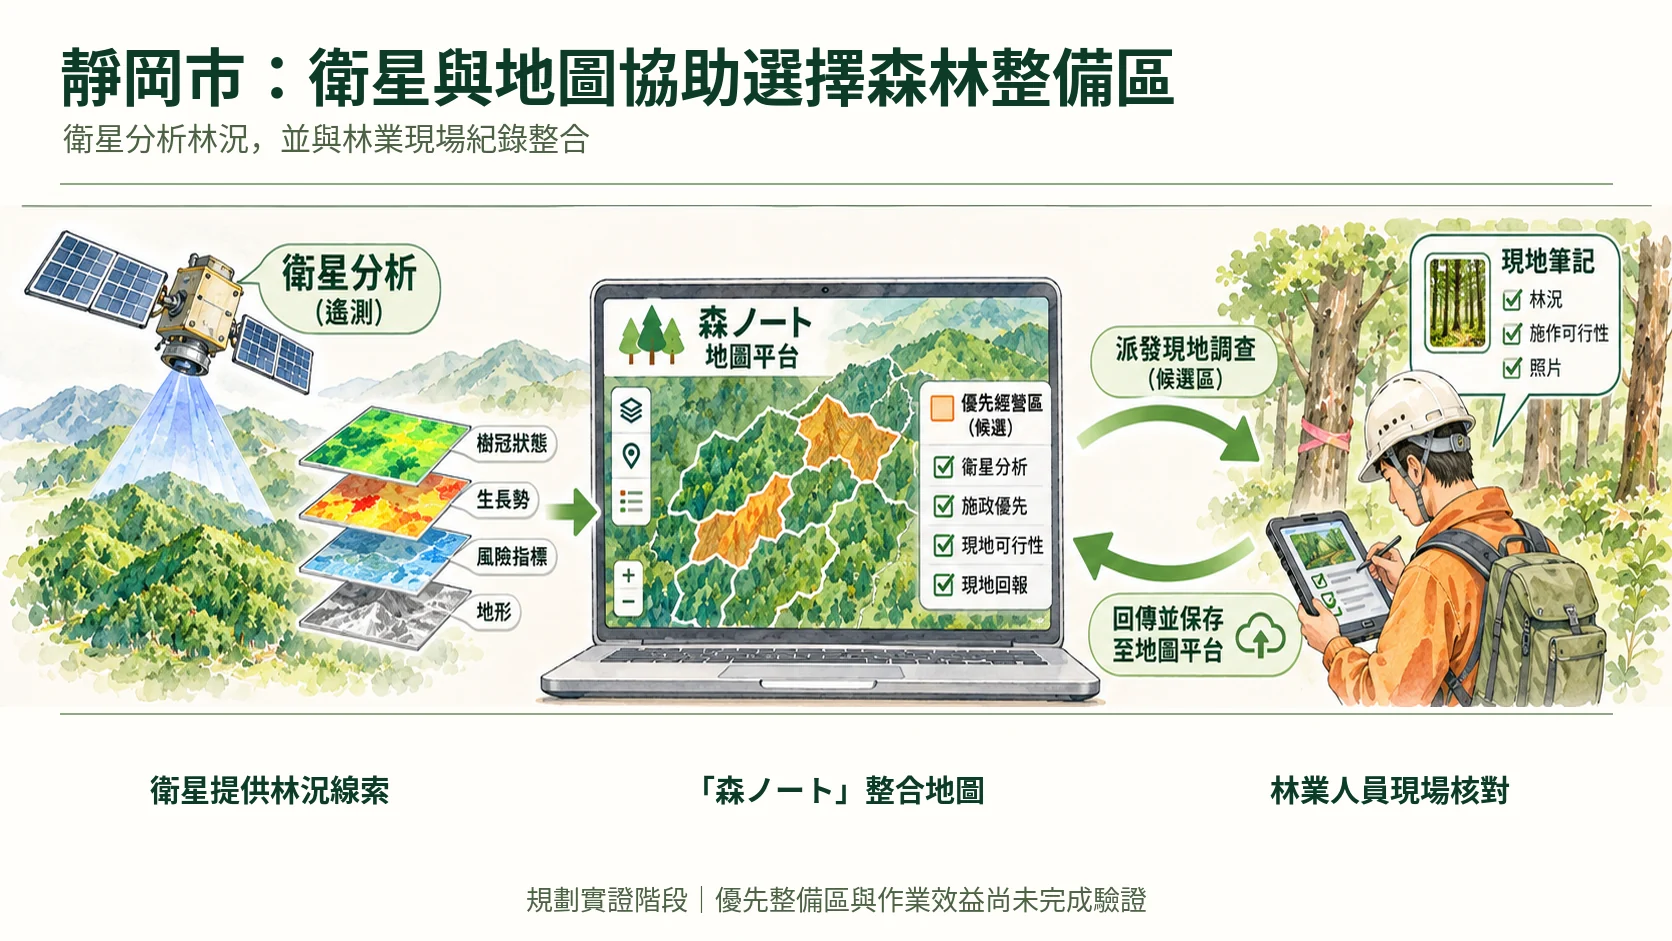 靜岡市：衛星與地圖協助選擇森林整備區
衛星分析林況，並與林業現場紀錄整合
衛星分析
（遙測）
樹冠狀態
生長勢
風險指標
地形
森ノート
地圖平台
優先經營區
（候選）
衛星分析
施政優先
現地可行性
現地回報
＋
－
派發現地調查
（候選區）
回傳並保存
至地圖平台
現地筆記
林況
施作可行性
照片
衛星提供林況線索
「森ノート」整合地圖
林業人員現場核對
規劃實證階段｜優先整備區與作業效益尚未完成驗證